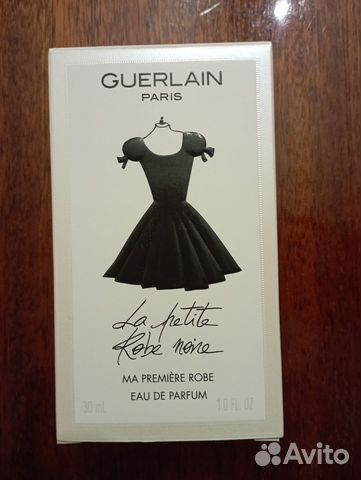 GUERLAIN
PARIS
La petite
Robe noire
MA PREMIÈRE ROBE
EAU DE PARFUM
30 ml 1.0 FL. OZ.
Avito